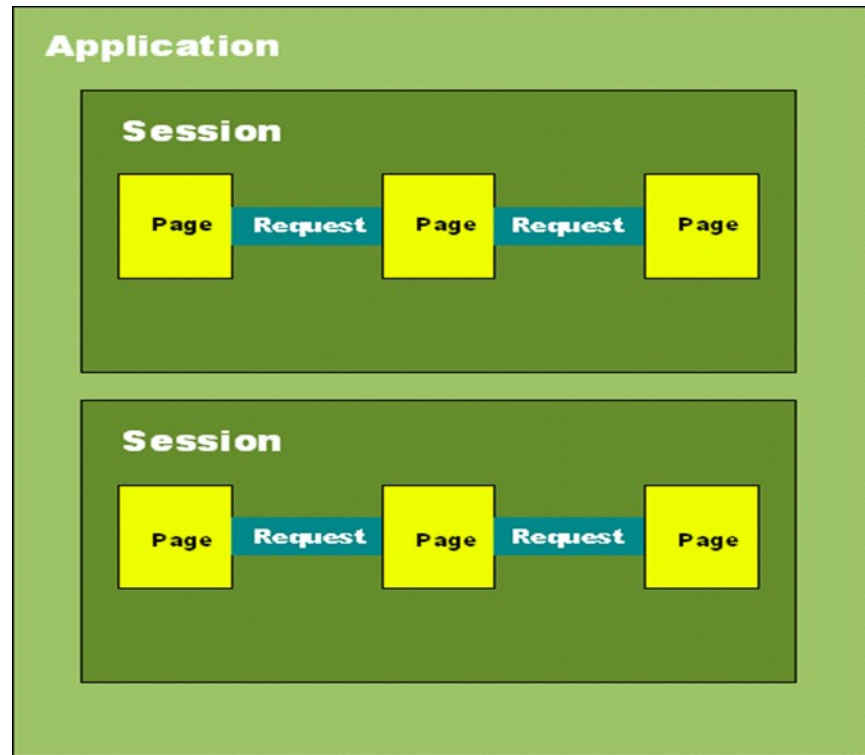 Application
Session
Page Request Page Request Page
Session
Page Request Page Request Page